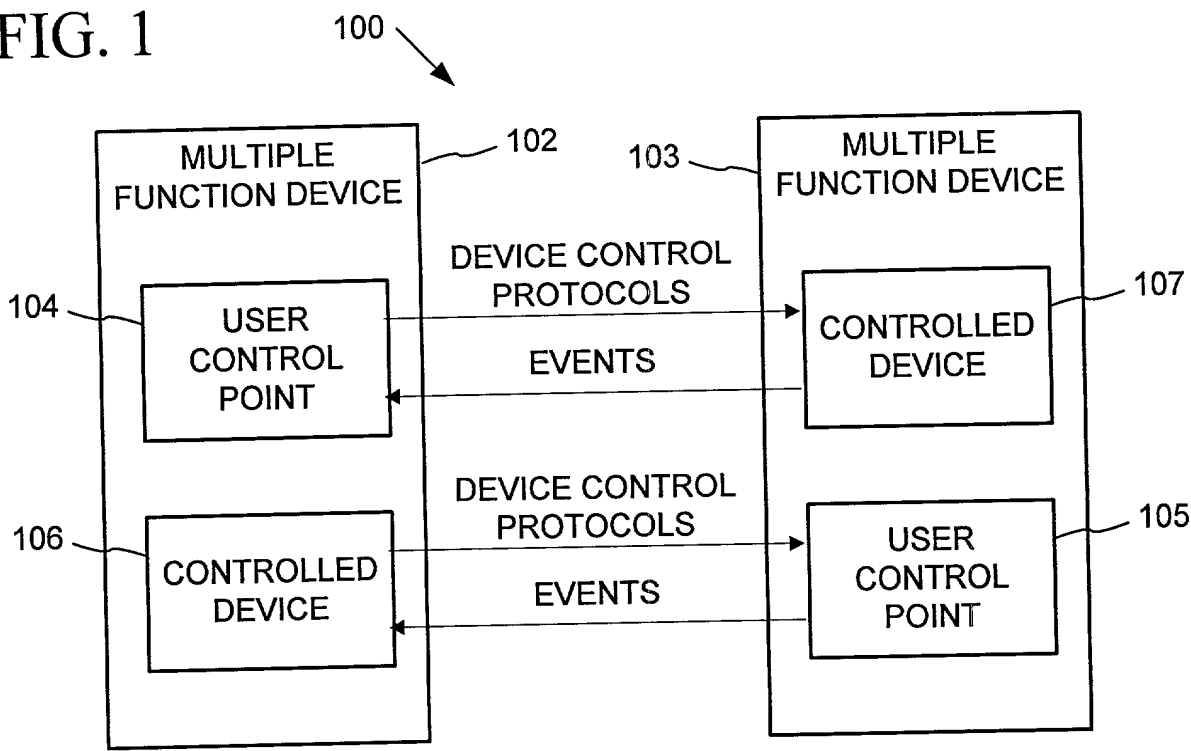 FIG. 1
100
MULTIPLE
FUNCTION DEVICE
102
103
MULTIPLE
FUNCTION DEVICE
DEVICE CONTROL
PROTOCOLS
104
USER
CONTROL
POINT
107
CONTROLLED
DEVICE
EVENTS
DEVICE CONTROL
PROTOCOLS
106
CONTROLLED
DEVICE
105
USER
CONTROL
POINT
EVENTS